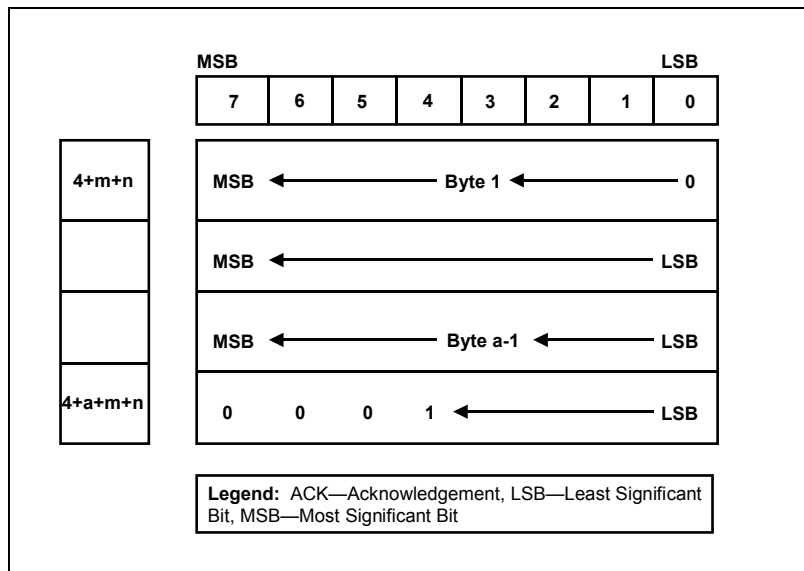 MSB LSB
7 6 5 4 3 2 1 0
4+m+n MSB Byte 1 0
MSB LSB
MSB Byte a-1 LSB
4+a+m+n 0 0 0 1 LSB
Legend: ACK—Acknowledgement, LSB—Least Significant
Bit, MSB—Most Significant Bit